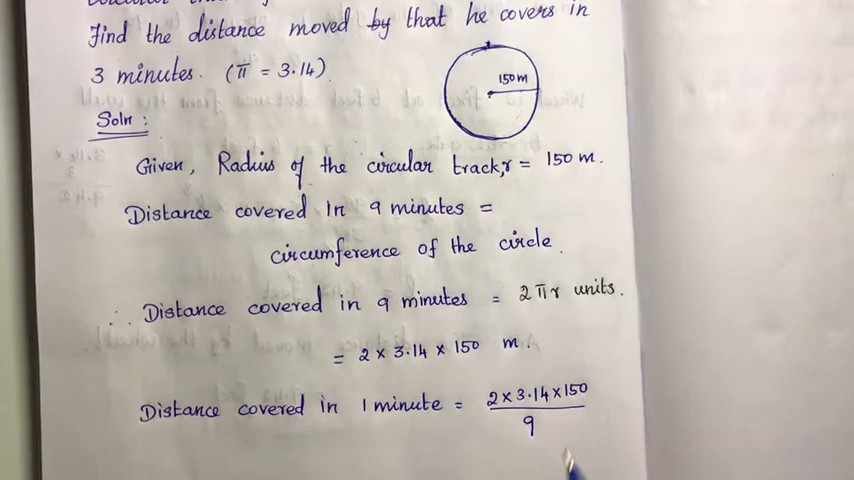 Find the distance moved by that he covers in
3 minutes. (π = 3.14).
150 m
Soln :
Given, Radius of the circular track, r = 150 m.
Distance covered in 9 minutes =
circumference of the circle.
∴ Distance covered in 9 minutes = 2πr units.
= 2 × 3.14 × 150 m.
Distance covered in 1 minute = 2 × 3.14 × 150
9